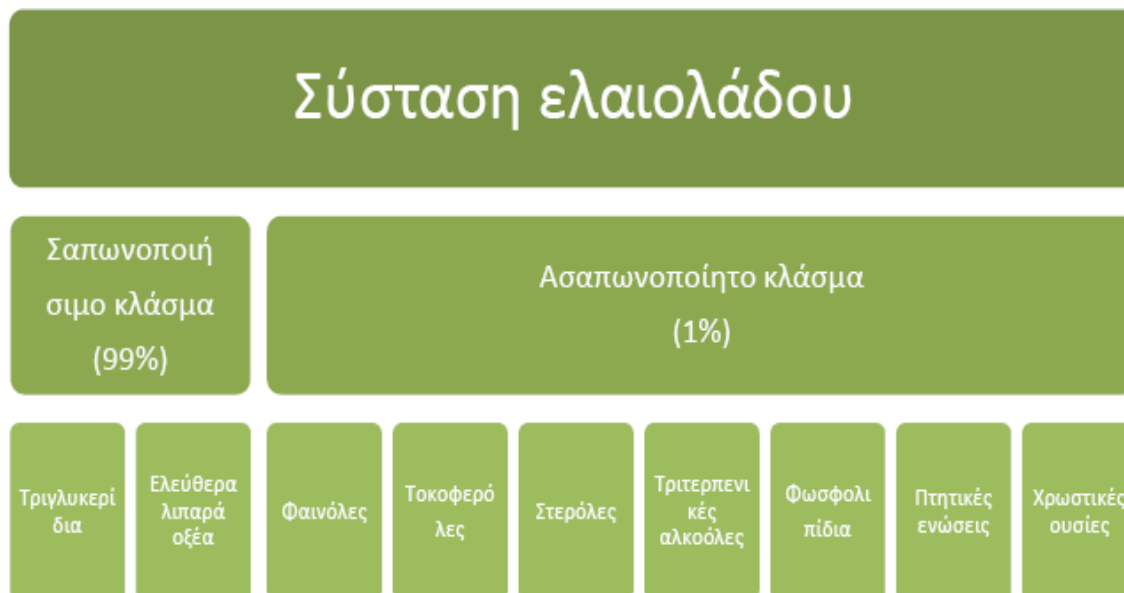 Σύσταση ελαιολάδου
Σαπωνοποιή
σιμο κλάσμα
(99%)
Ασαπωνοποίητο κλάσμα
(1%)
Τριγλυκερί
δια
Ελεύθερα
λιπαρά
οξέα
Φαινόλες
Τοκοφερό
λες
Στερόλες
Τριτερπενι
κές
αλκοόλες
Φωσφολι
πίδια
Πτητικές
ενώσεις
Χρωστικές
ουσίες